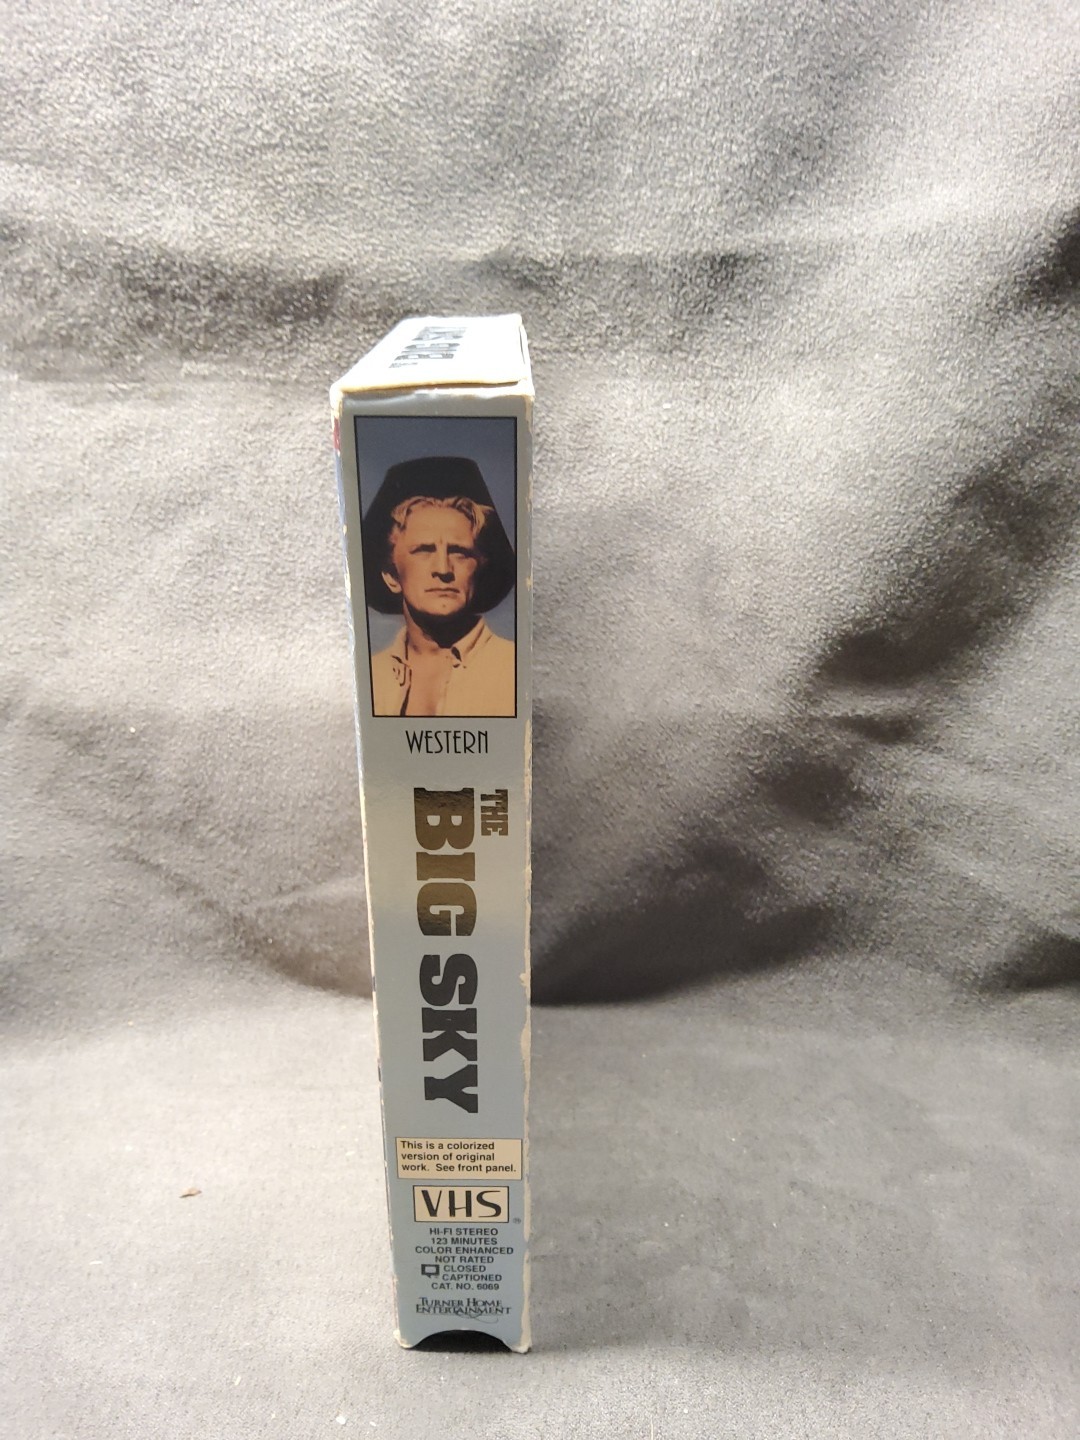 WESTERN
THE
BIG SKY
This is a colorized
version of original
work. See front panel.
VHS
HI-FI STEREO
123 MINUTES
COLOR ENHANCED
NOT RATED
CLOSED
CAPTIONED
CAT. NO. 6069
TURNER HOME
ENTERTAINMENT